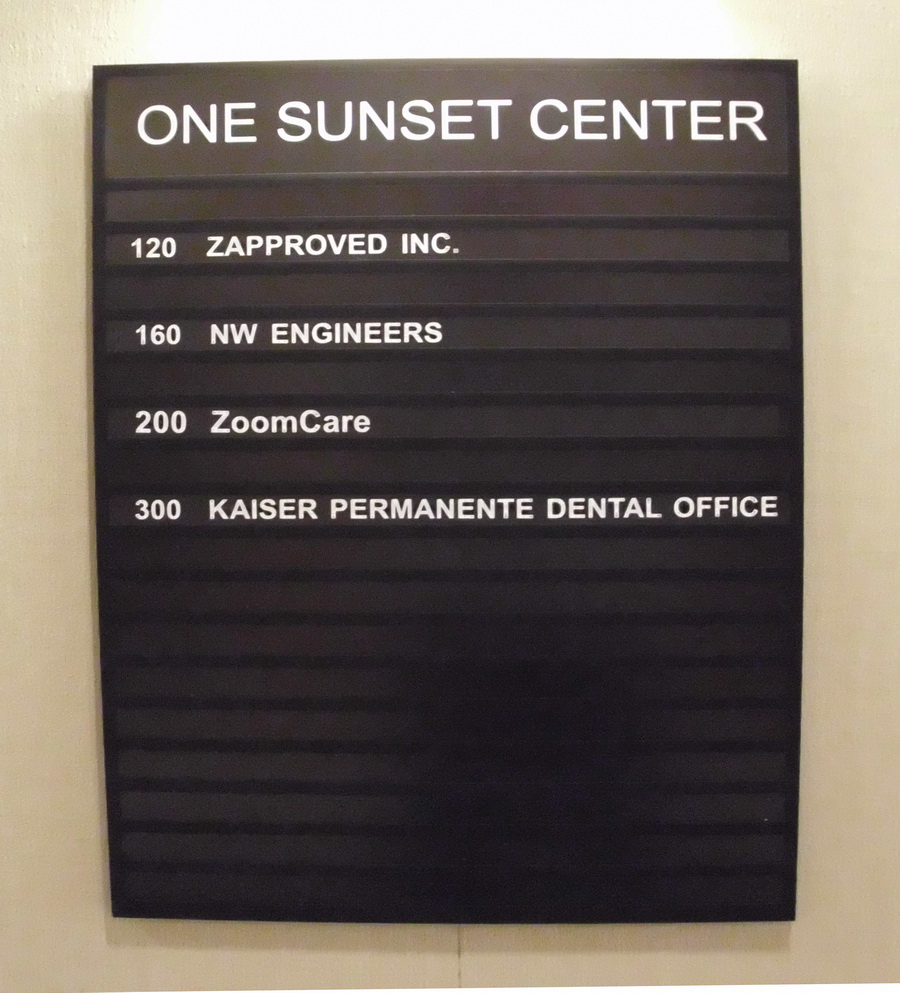 ONE SUNSET CENTER
120 ZAPPROVED INC.
160 NW ENGINEERS
200 ZoomCare
300 KAISER PERMANENTE DENTAL OFFICE